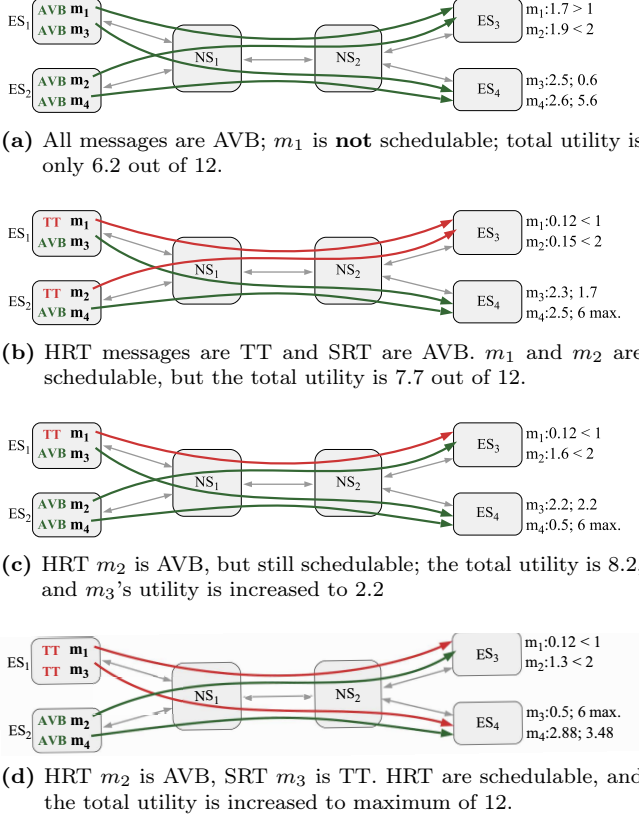 AVB m1
ES1 AVB m3
NS1
NS2
ES3
m1:1.7 > 1
m2:1.9 < 2
AVB m2
ES2 AVB m4
ES4
m3:2.5; 0.6
m4:2.6; 5.6
(a) All messages are AVB; m1 is not schedulable; total utility is
only 6.2 out of 12.
TT m1
ES1 AVB m3
NS1
NS2
ES3
m1:0.12 < 1
m2:0.15 < 2
TT m2
ES2 AVB m4
ES4
m3:2.3; 1.7
m4:2.5; 6 max.
(b) HRT messages are TT and SRT are AVB. m1 and m2 are
schedulable, but the total utility is 7.7 out of 12.
TT m1
ES1 AVB m3
NS1
NS2
ES3
m1:0.12 < 1
m2:1.6 < 2
AVB m2
ES2 AVB m4
ES4
m3:2.2; 2.2
m4:0.5; 6 max.
(c) HRT m2 is AVB, but still schedulable; the total utility is 8.2,
and m3's utility is increased to 2.2
TT m1
ES1 TT m3
NS1
NS2
ES3
m1:0.12 < 1
m2:1.3 < 2
AVB m2
ES2 AVB m4
ES4
m3:0.5; 6 max.
m4:2.88; 3.48
(d) HRT m2 is AVB, SRT m3 is TT. HRT are schedulable, and
the total utility is increased to maximum of 12.